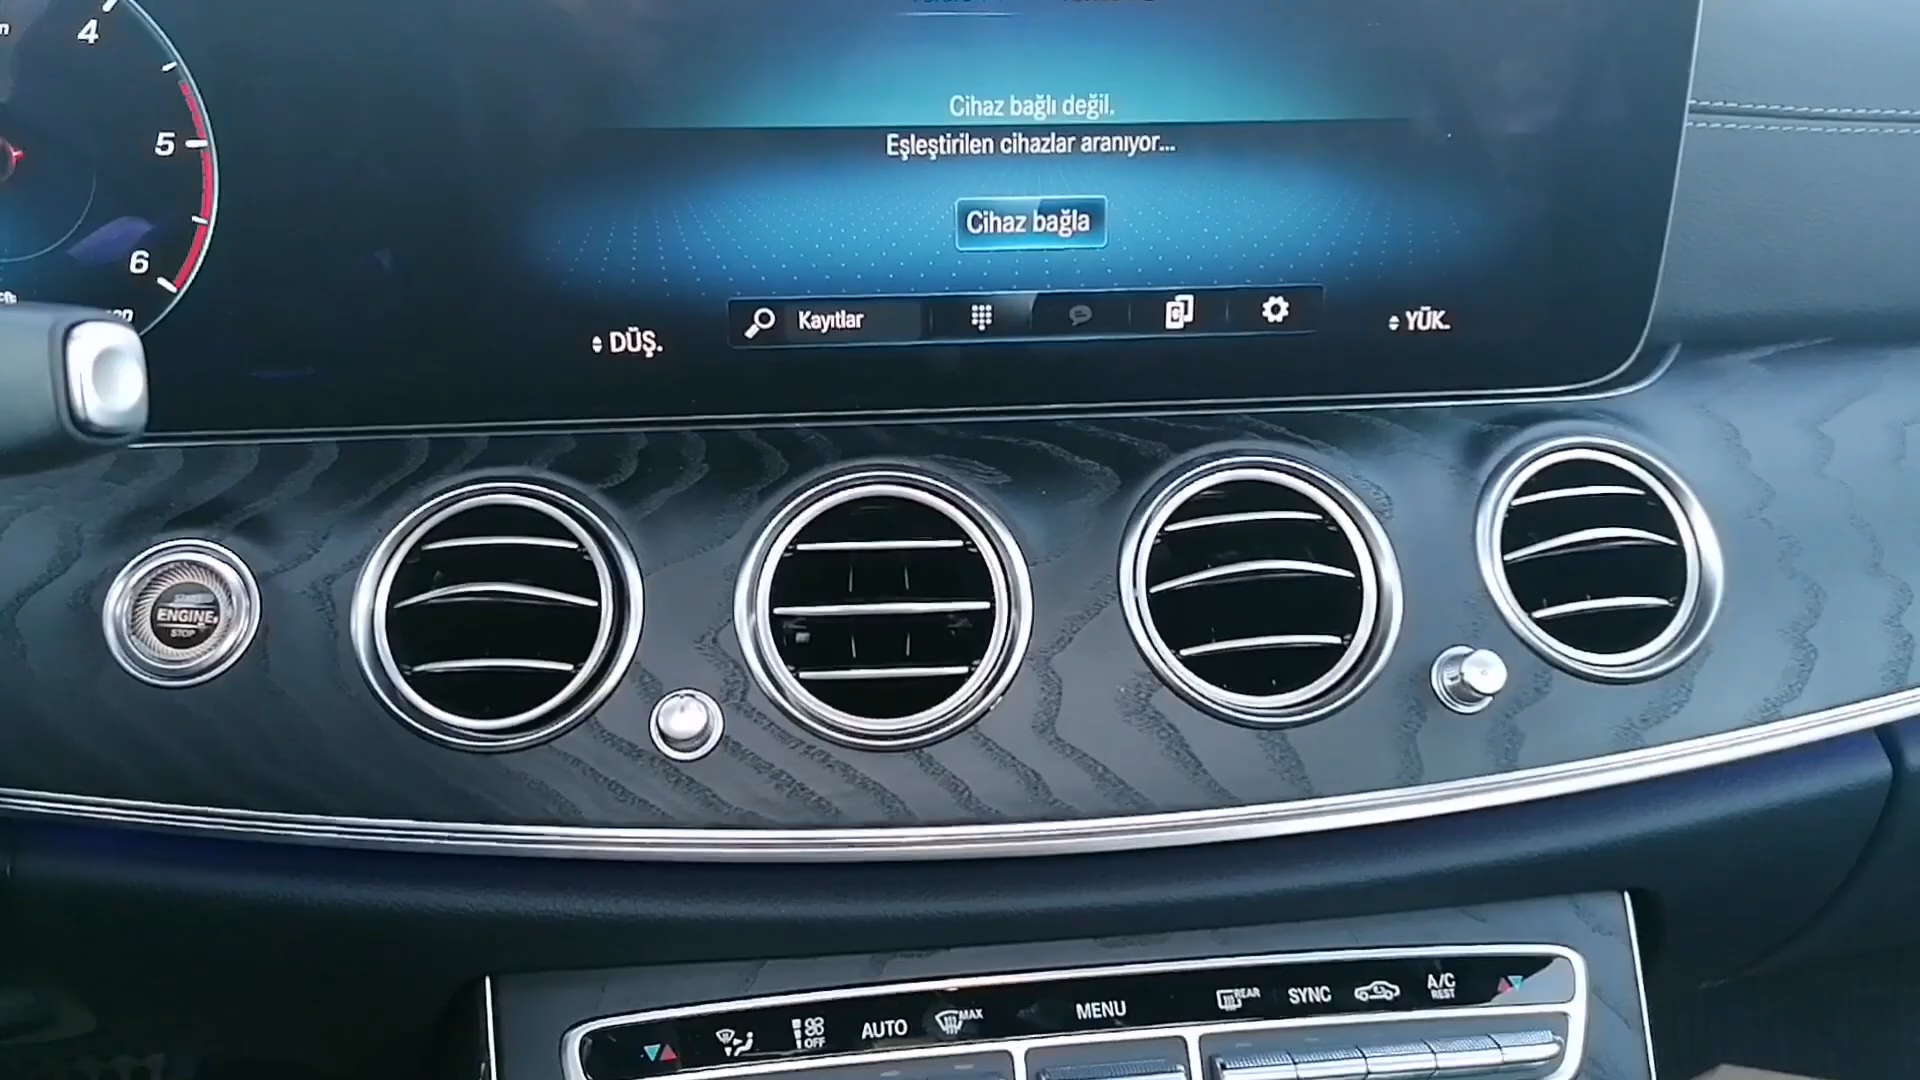 4
5
6
Cihaz bağlı değil.
Eşleştirilen cihazlar aranıyor...
Cihaz bağla
DÜŞ.
Kayıtlar
YÜK.
START
ENGINE
STOP
OFF
AUTO
MAX
MENU
REAR
SYNC
A/C
REST